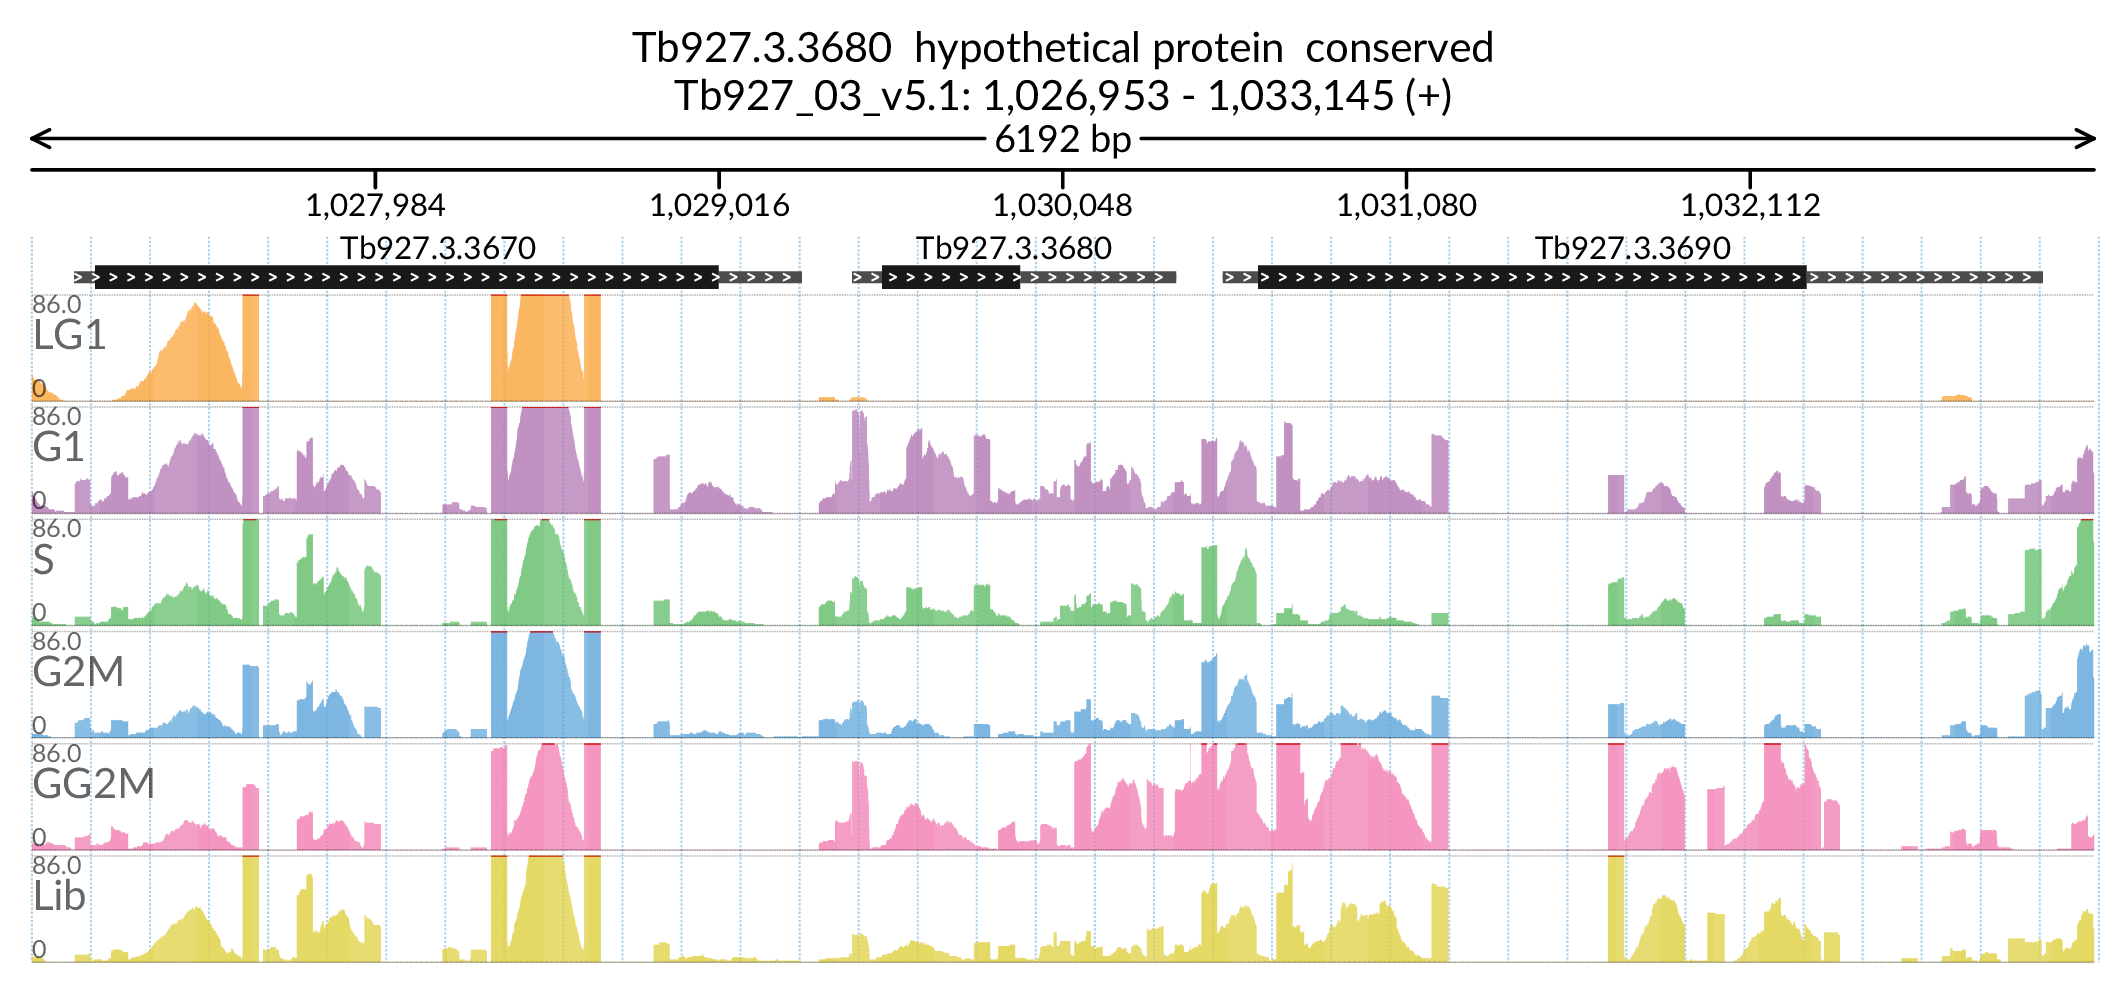 Tb927.3.3680  hypothetical protein  conserved
Tb927_03_v5.1: 1,026,953 - 1,033,145 (+)
6192 bp
1,027,984 1,029,016 1,030,048 1,031,080 1,032,112
Tb927.3.3670 Tb927.3.3680 Tb927.3.3690
86.0
LG1
0
86.0
G1
0
86.0
S
0
86.0
G2M
0
86.0
GG2M
0
86.0
Lib
0